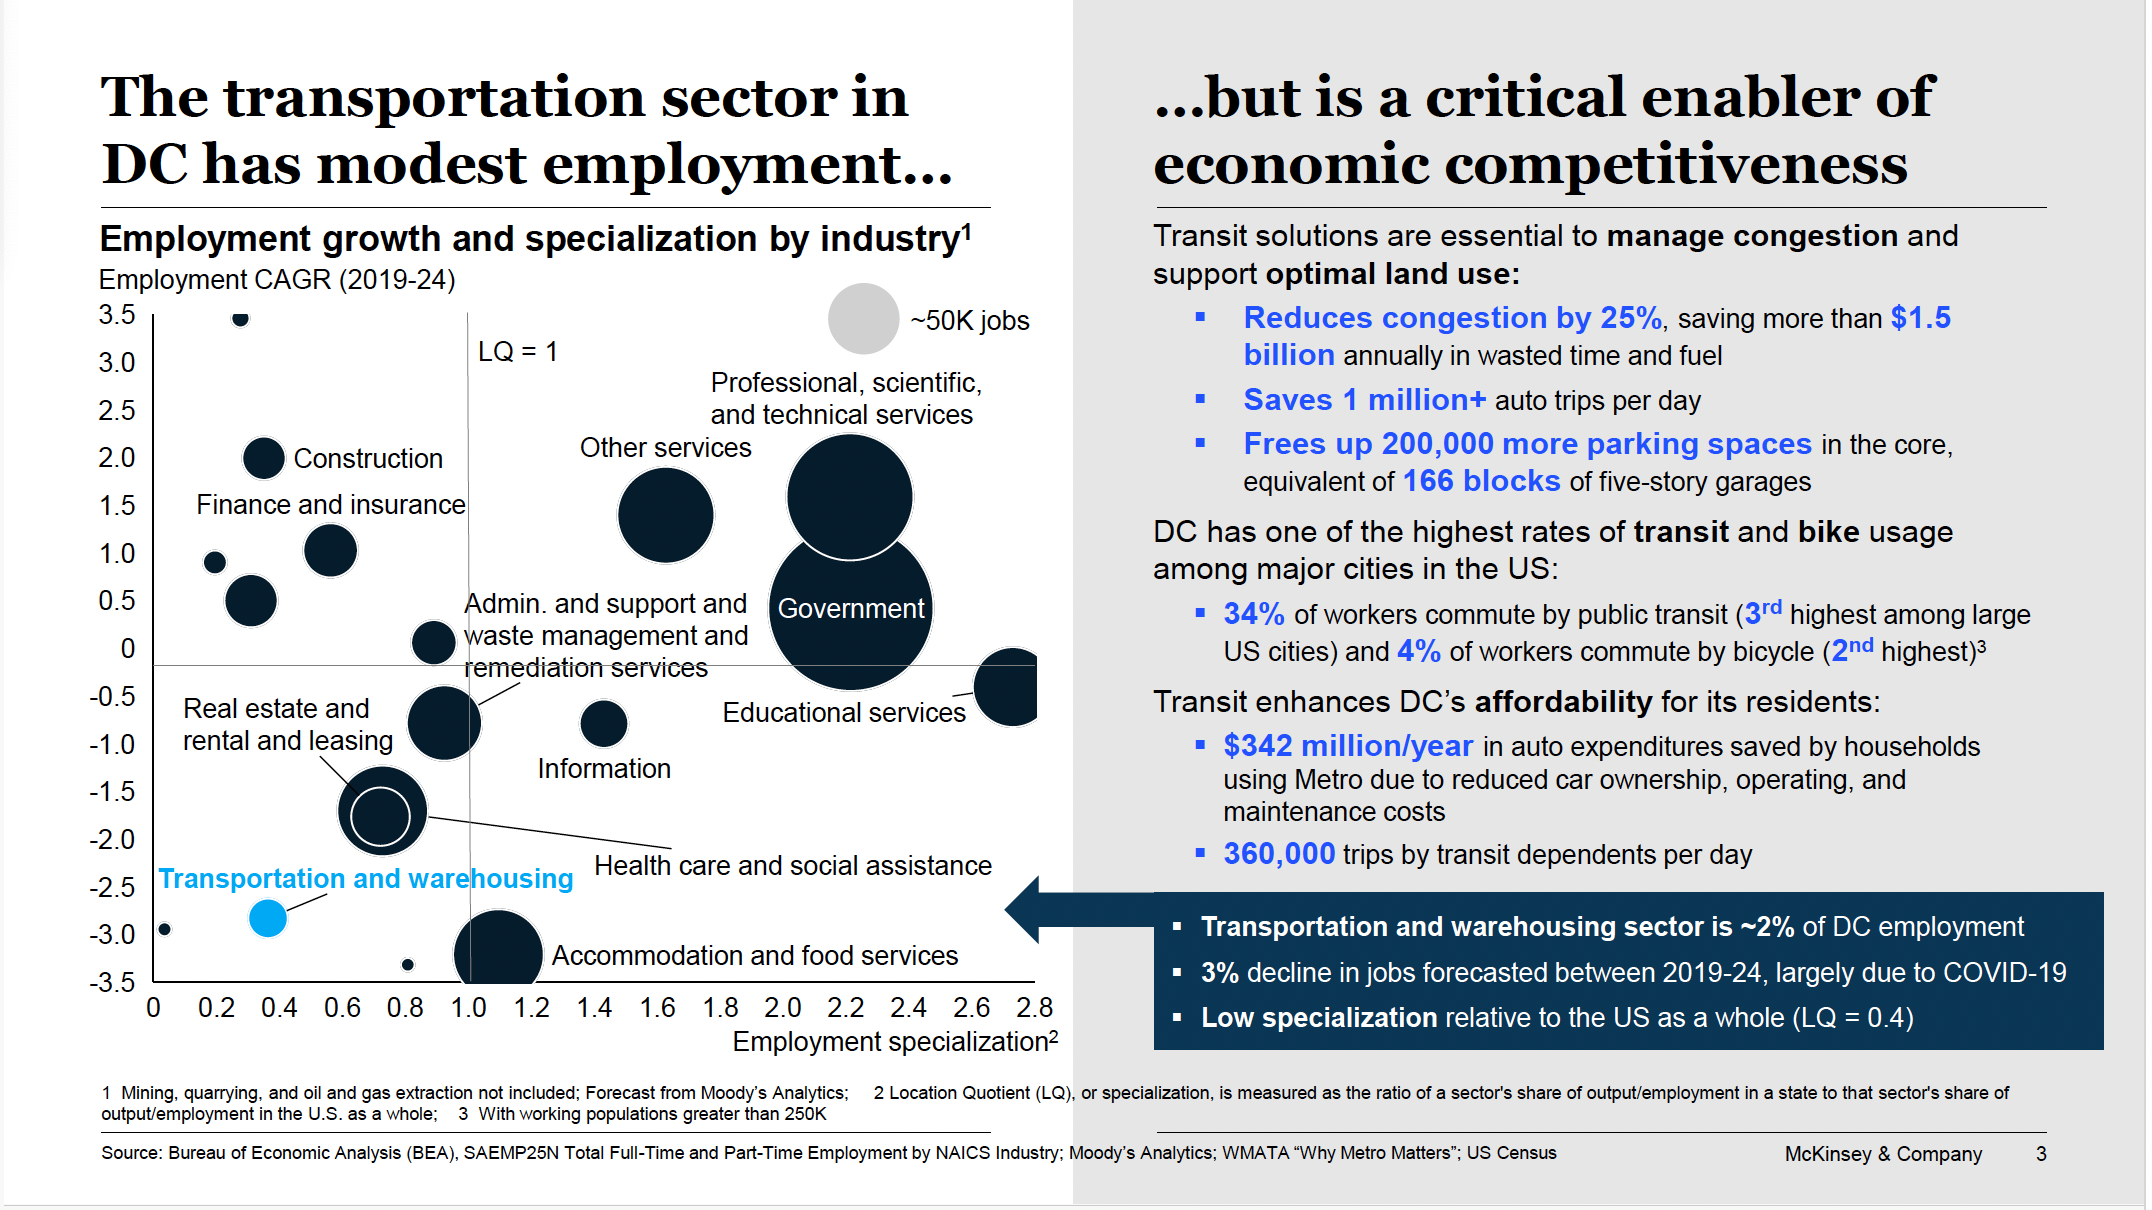 The transportation sector in
DC has modest employment...
Employment growth and specialization by industry1
Employment CAGR (2019-24)
3.5
3.0
2.5
2.0
1.5
1.0
0.5
0
-0.5
-1.0
-1.5
-2.0
-2.5
-3.0
-3.5
0 0.2 0.4 0.6 0.8 1.0 1.2 1.4 1.6 1.8 2.0 2.2 2.4 2.6 2.8
Employment specialization2
LQ = 1
~50K jobs
Professional, scientific,
and technical services
Other services
Construction
Finance and insurance
Admin. and support and
waste management and
remediation services
Government
Real estate and
rental and leasing
Educational services
Information
Health care and social assistance
Transportation and warehousing
Accommodation and food services
...but is a critical enabler of
economic competitiveness
Transit solutions are essential to manage congestion and
support optimal land use:
▪ Reduces congestion by 25%, saving more than $1.5
billion annually in wasted time and fuel
▪ Saves 1 million+ auto trips per day
▪ Frees up 200,000 more parking spaces in the core,
equivalent of 166 blocks of five-story garages
DC has one of the highest rates of transit and bike usage
among major cities in the US:
▪ 34% of workers commute by public transit (3rd highest among large
US cities) and 4% of workers commute by bicycle (2nd highest)3
Transit enhances DC’s affordability for its residents:
▪ $342 million/year in auto expenditures saved by households
using Metro due to reduced car ownership, operating, and
maintenance costs
▪ 360,000 trips by transit dependents per day
▪ Transportation and warehousing sector is ~2% of DC employment
▪ 3% decline in jobs forecasted between 2019-24, largely due to COVID-19
▪ Low specialization relative to the US as a whole (LQ = 0.4)
1 Mining, quarrying, and oil and gas extraction not included; Forecast from Moody’s Analytics; 2 Location Quotient (LQ), or specialization, is measured as the ratio of a sector's share of output/employment in a state to that sector's share of
output/employment in the U.S. as a whole; 3 With working populations greater than 250K
Source: Bureau of Economic Analysis (BEA), SAEMP25N Total Full-Time and Part-Time Employment by NAICS Industry; Moody’s Analytics; WMATA “Why Metro Matters”; US Census
McKinsey & Company 3